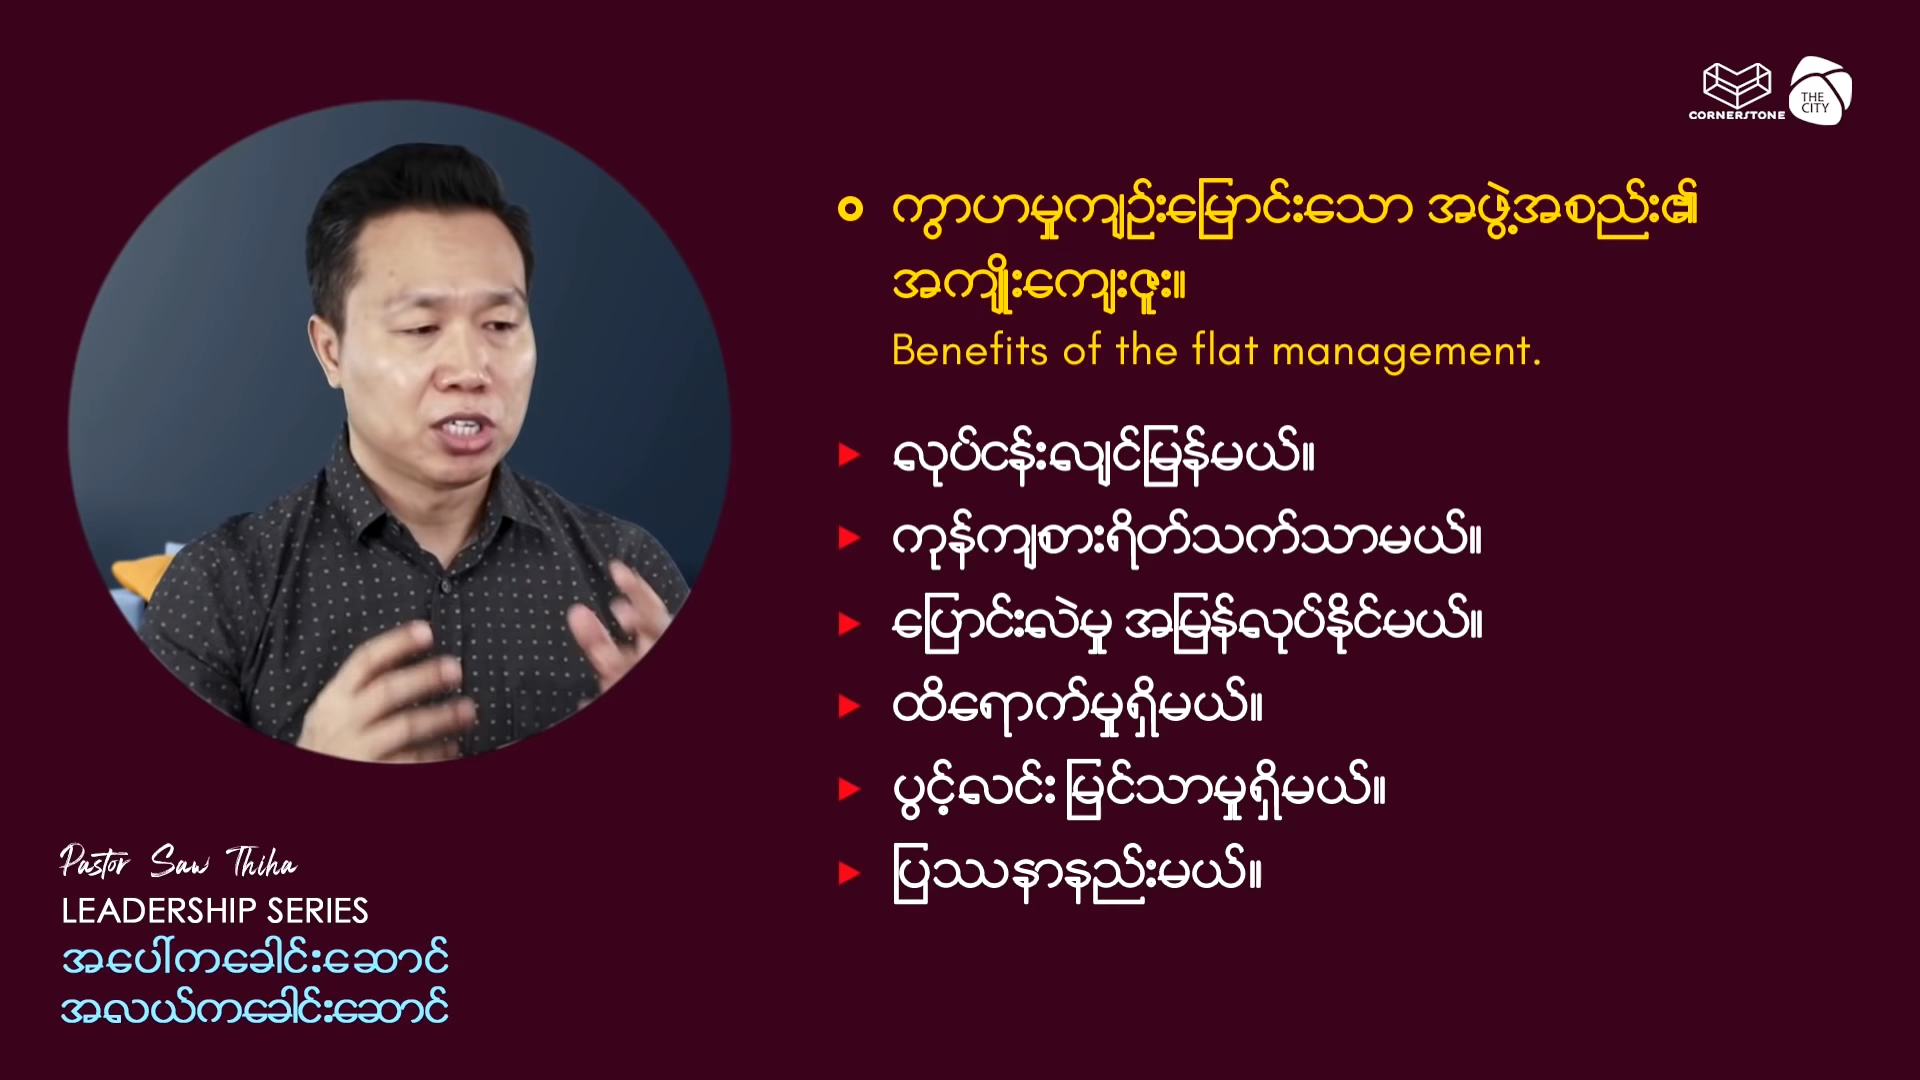 CORNERSTONE
THE
CITY
ကွာဟမှုကျဉ်းမြောင်းသော အဖွဲ့အစည်း၏
အကျိုးကျေးဇူး။
Benefits of the flat management.
လုပ်ငန်းလျင်မြန်မယ်။
ကုန်ကျစားရိတ်သက်သာမယ်။
ပြောင်းလဲမှု အမြန်လုပ်နိုင်မယ်။
ထိရောက်မှုရှိမယ်။
ပွင့်လင်းမြင်သာမှုရှိမယ်။
ပြဿနာနည်းမယ်။
Pastor Saw Thiha
LEADERSHIP SERIES
အပေါ်ကခေါင်းဆောင်
အလယ်ကခေါင်းဆောင်